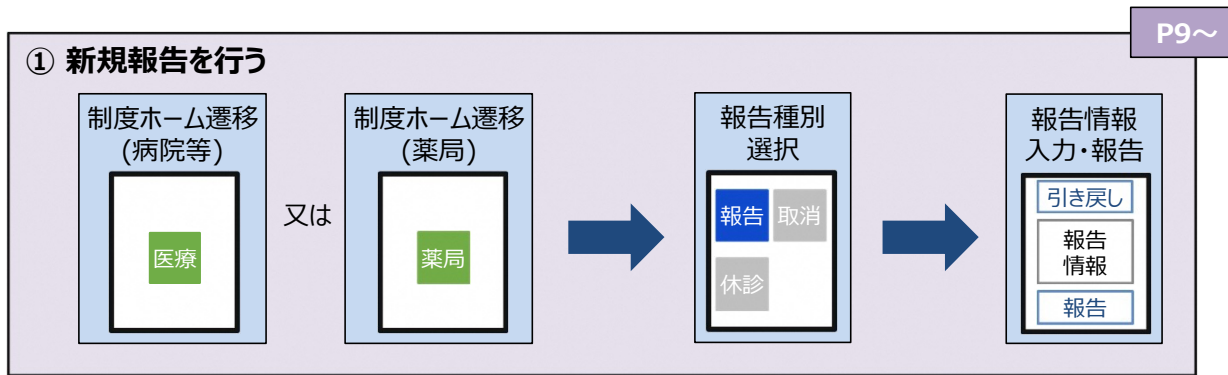 P9～
① 新規報告を行う
制度ホーム遷移
(病院等)
医療
又は
制度ホーム遷移
(薬局)
薬局
報告種別
選択
報告
取消
休診
報告情報
入力・報告
引き戻し
報告
情報
報告